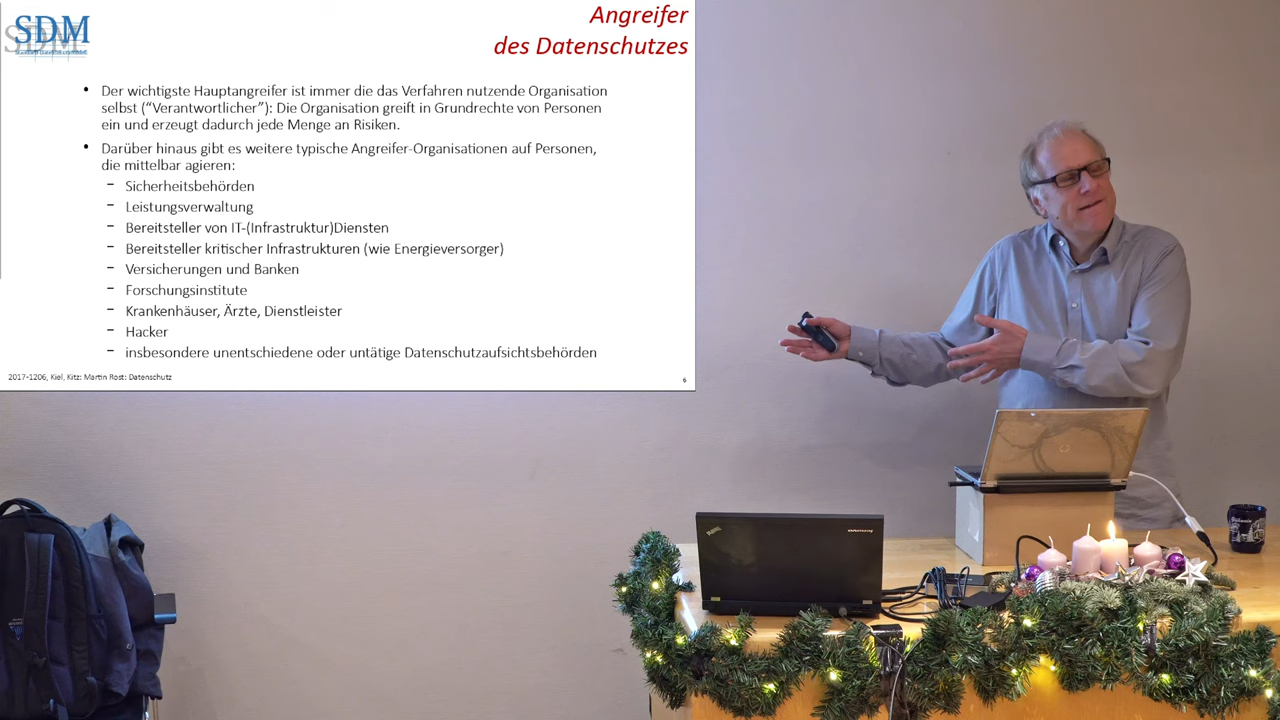 SDM
Angreifer
des Datenschutzes
• Der wichtigste Hauptangreifer ist immer die das Verfahren nutzende Organisation
selbst (“Verantwortlicher”): Die Organisation greift in Grundrechte von Personen
ein und erzeugt dadurch jede Menge an Risiken.
• Darüber hinaus gibt es weitere typische Angreifer-Organisationen auf Personen,
die mittelbar agieren:
– Sicherheitsbehörden
– Leistungsverwaltung
– Bereitsteller von IT-(Infrastruktur)Diensten
– Bereitsteller kritischer Infrastrukturen (wie Energieversorger)
– Versicherungen und Banken
– Forschungsinstitute
– Krankenhäuser, Ärzte, Dienstleister
– Hacker
– insbesondere unentschiedene oder untätige Datenschutzaufsichtsbehörden
2017-1206, Kiel, Kitz: Martin Rost: Datenschutz
6
ThinkPad
lenovo